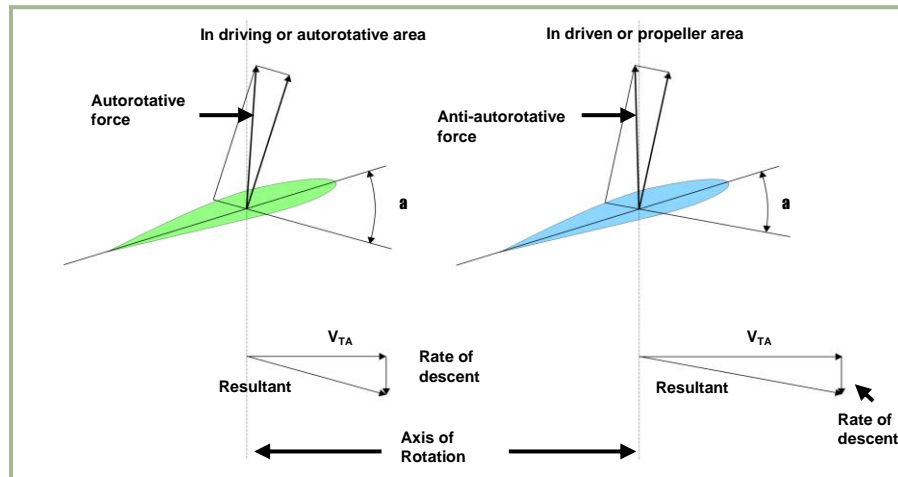 In driving or autorotative area
In driven or propeller area
Autorotative
force
Anti-autorotative
force
a
a
VTA
Rate of
descent
Resultant
VTA
Resultant
Rate of
descent
Axis of
Rotation